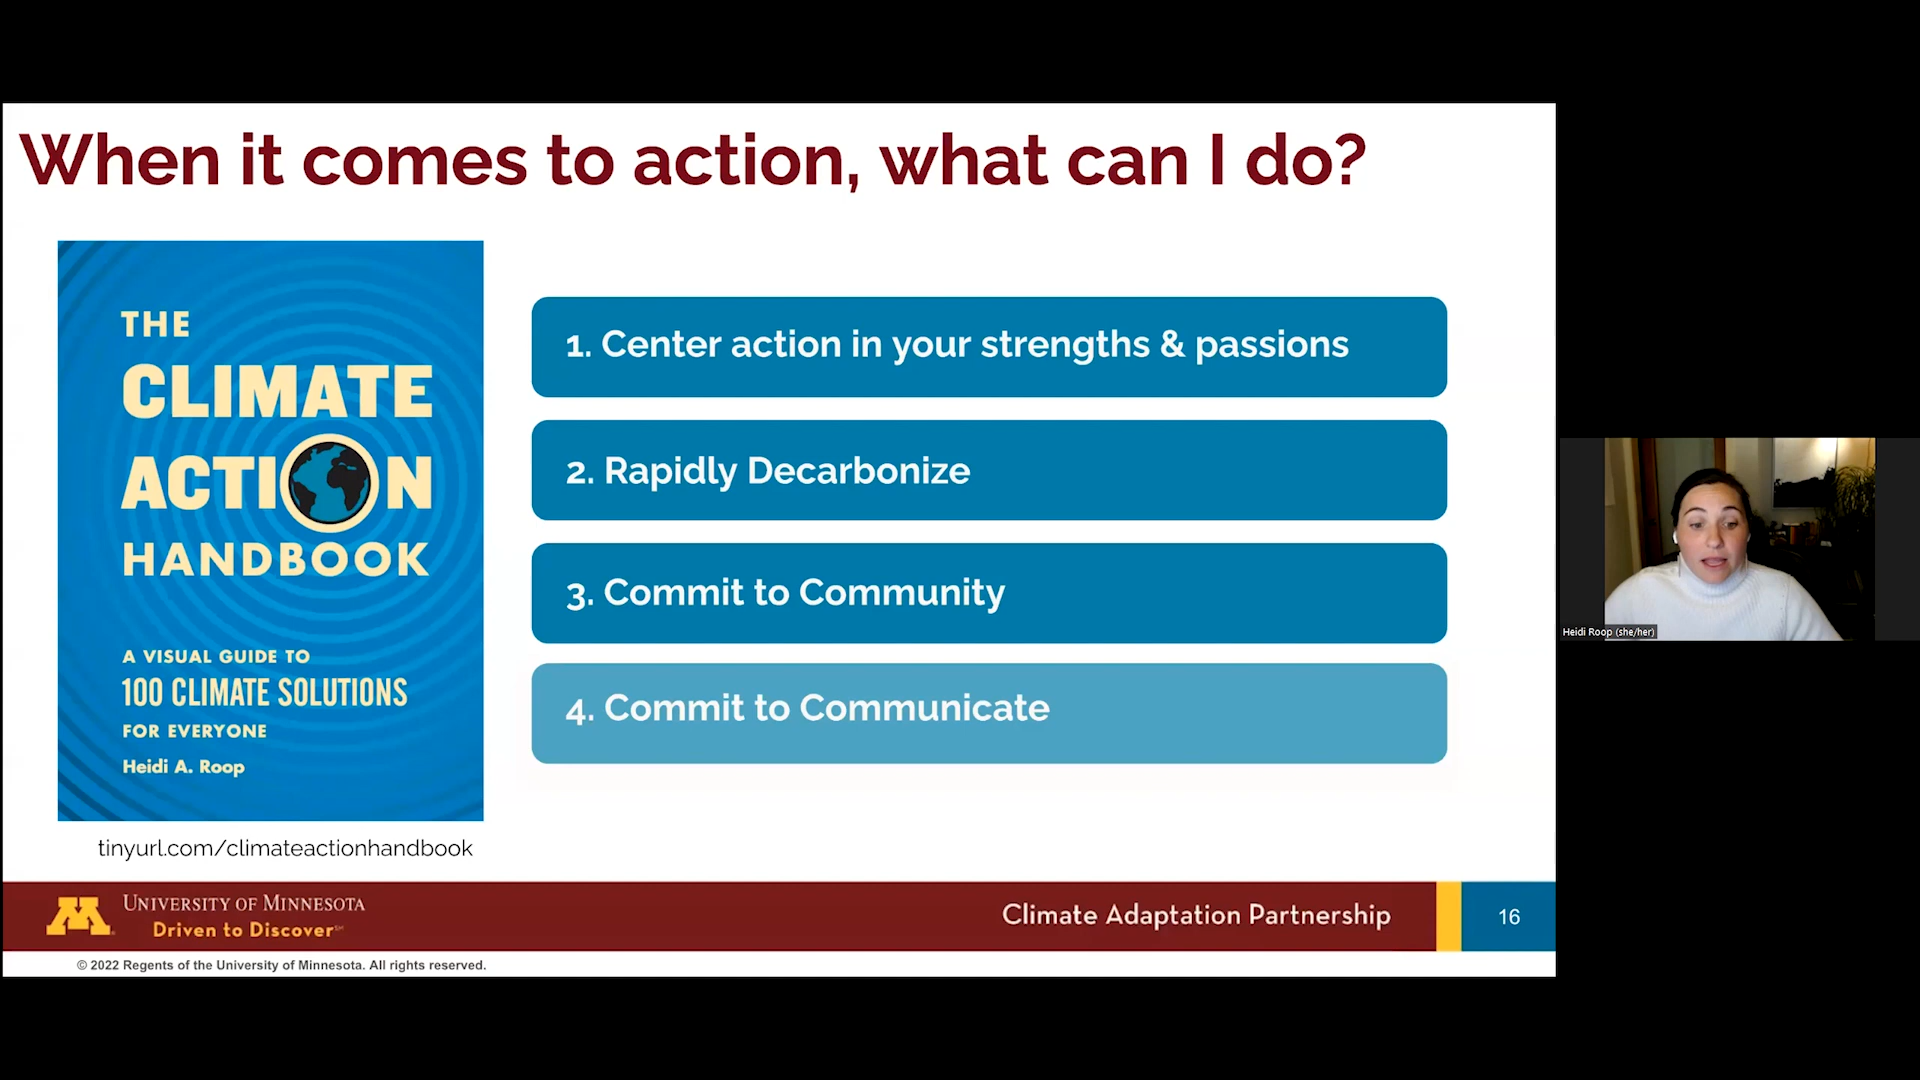 When it comes to action, what can I do?
THE
CLIMATE
ACTION
HANDBOOK
A VISUAL GUIDE TO
100 CLIMATE SOLUTIONS
FOR EVERYONE
Heidi A. Roop
tinyurl.com/climateactionhandbook
1. Center action in your strengths & passions
2. Rapidly Decarbonize
3. Commit to Community
4. Commit to Communicate
Heidi Roop (she/her)
M
UNIVERSITY OF MINNESOTA
Driven to Discover℠
Climate Adaptation Partnership
16
© 2022 Regents of the University of Minnesota. All rights reserved.